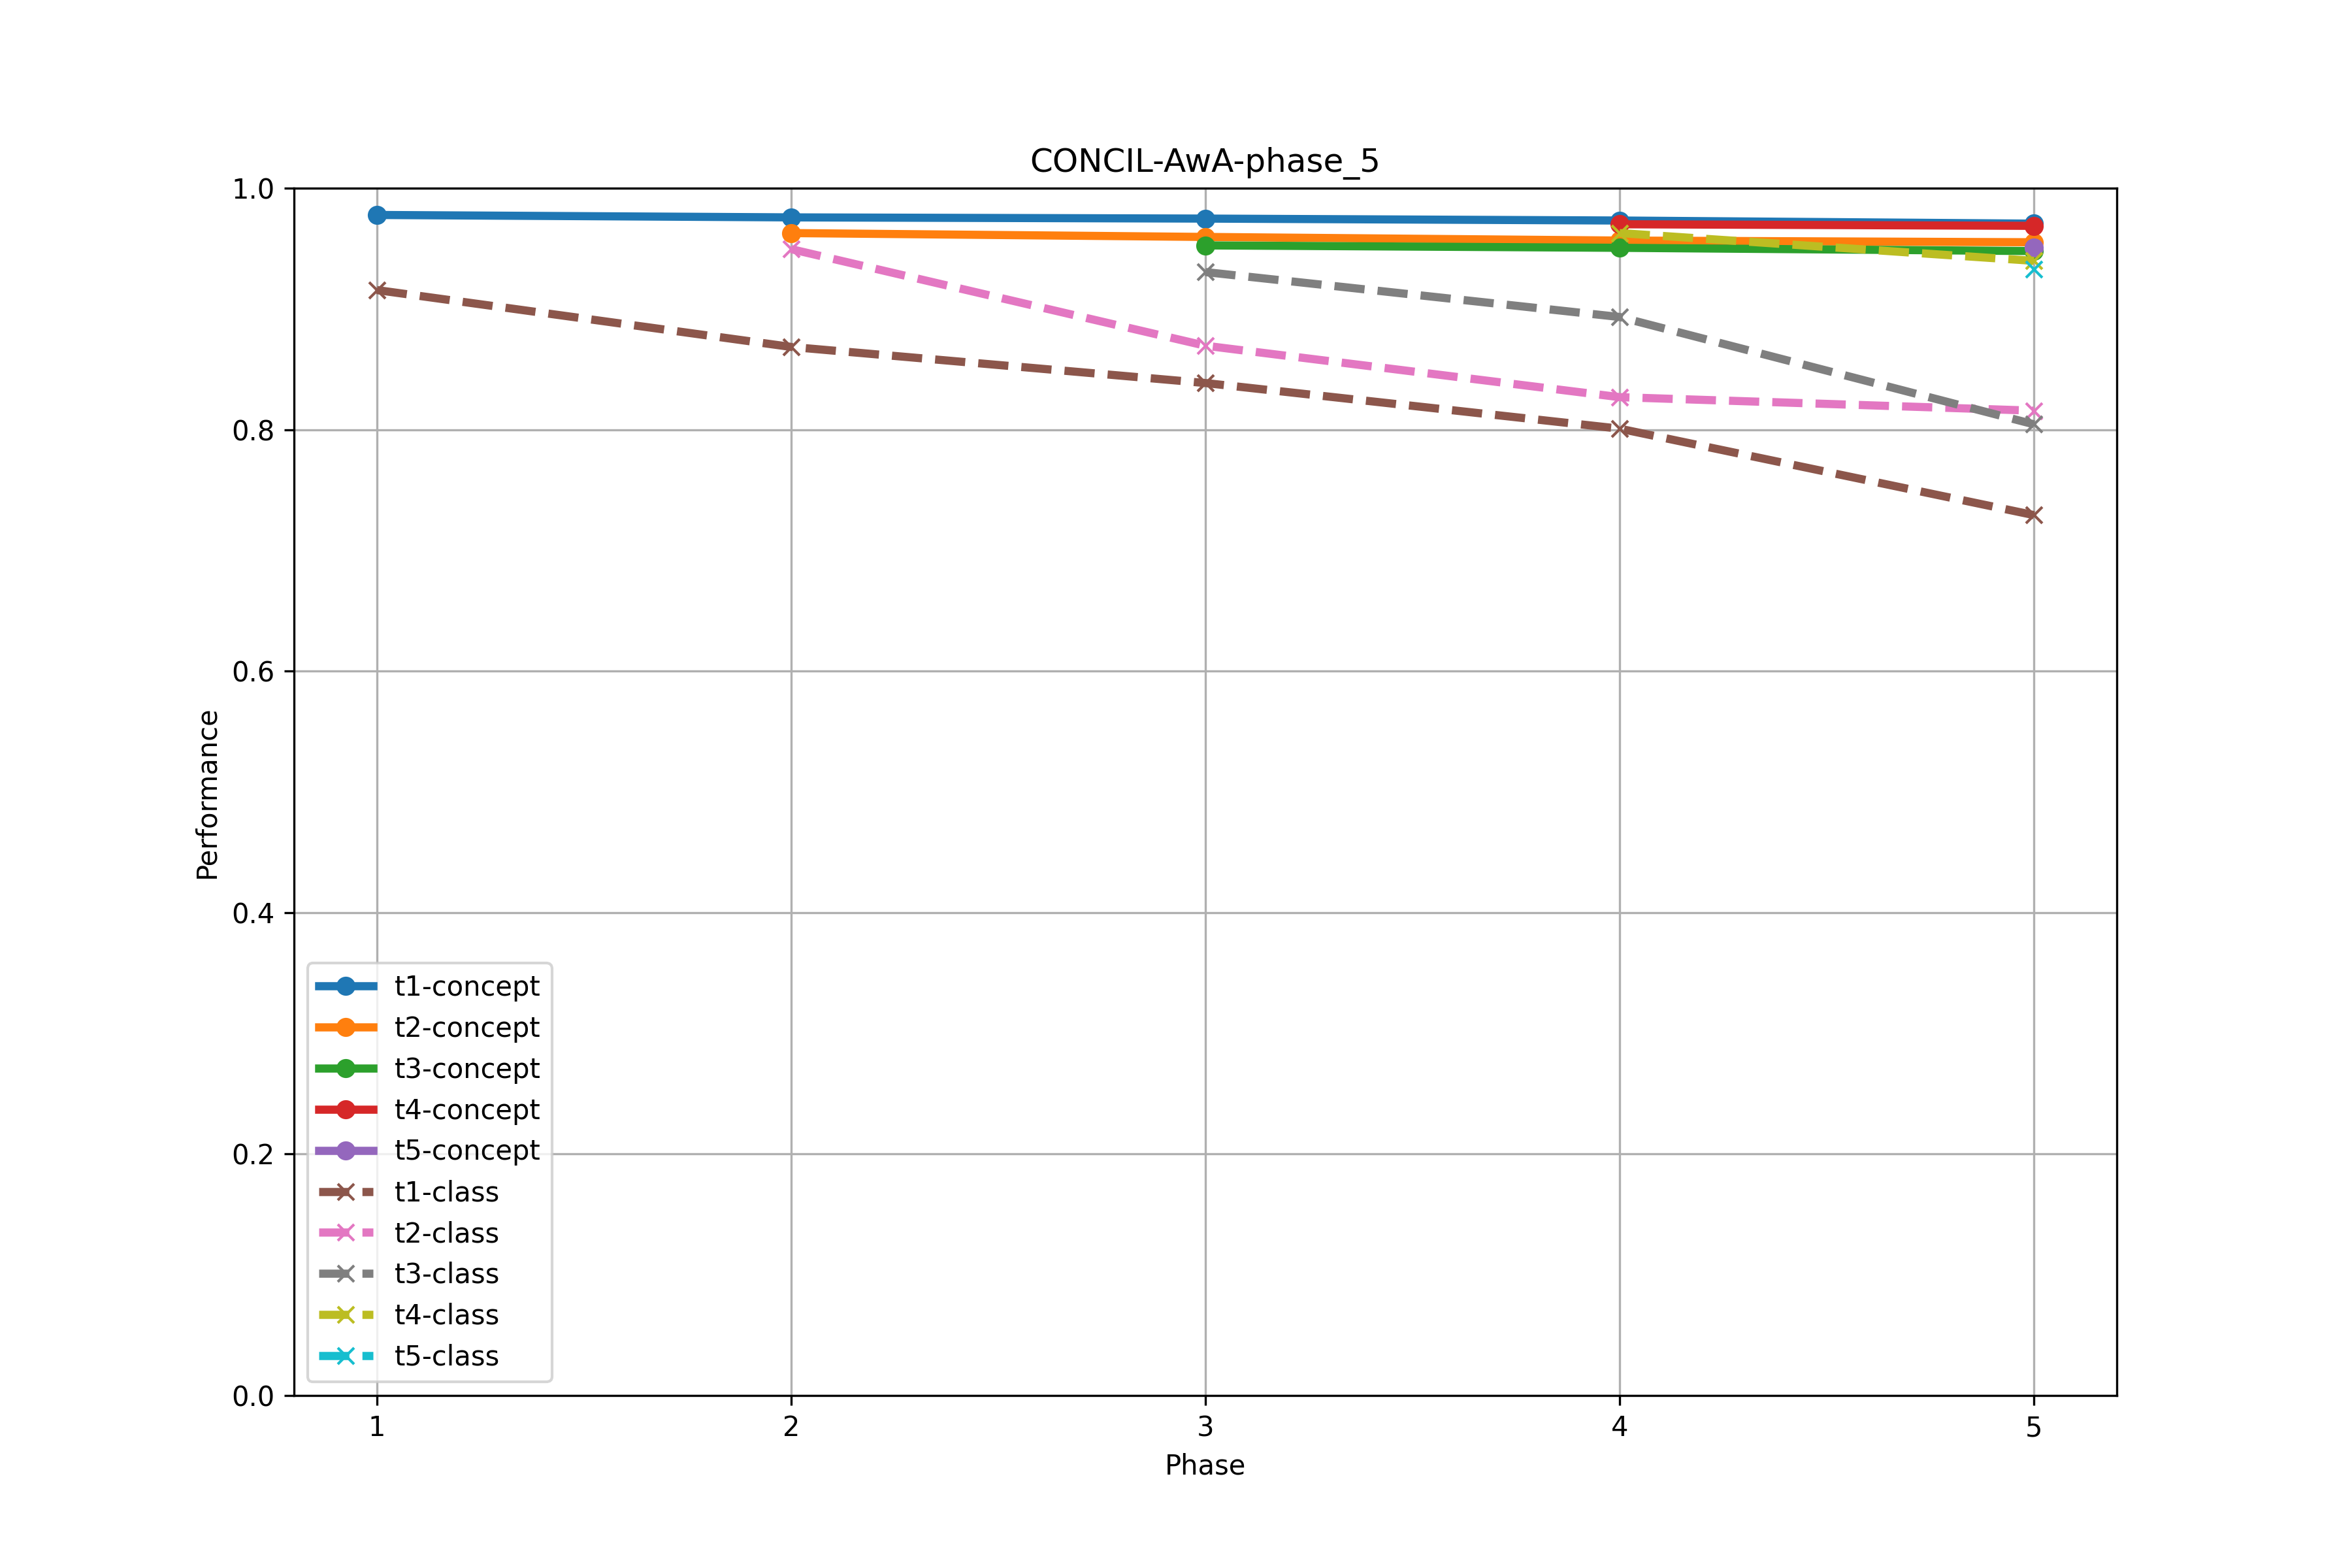 CONCIL-AwA-phase_5
1.0
0.8
0.6
0.4
0.2
0.0
Performance
t1-concept
t2-concept
t3-concept
t4-concept
t5-concept
t1-class
t2-class
t3-class
t4-class
t5-class
1 2 3 4 5
Phase